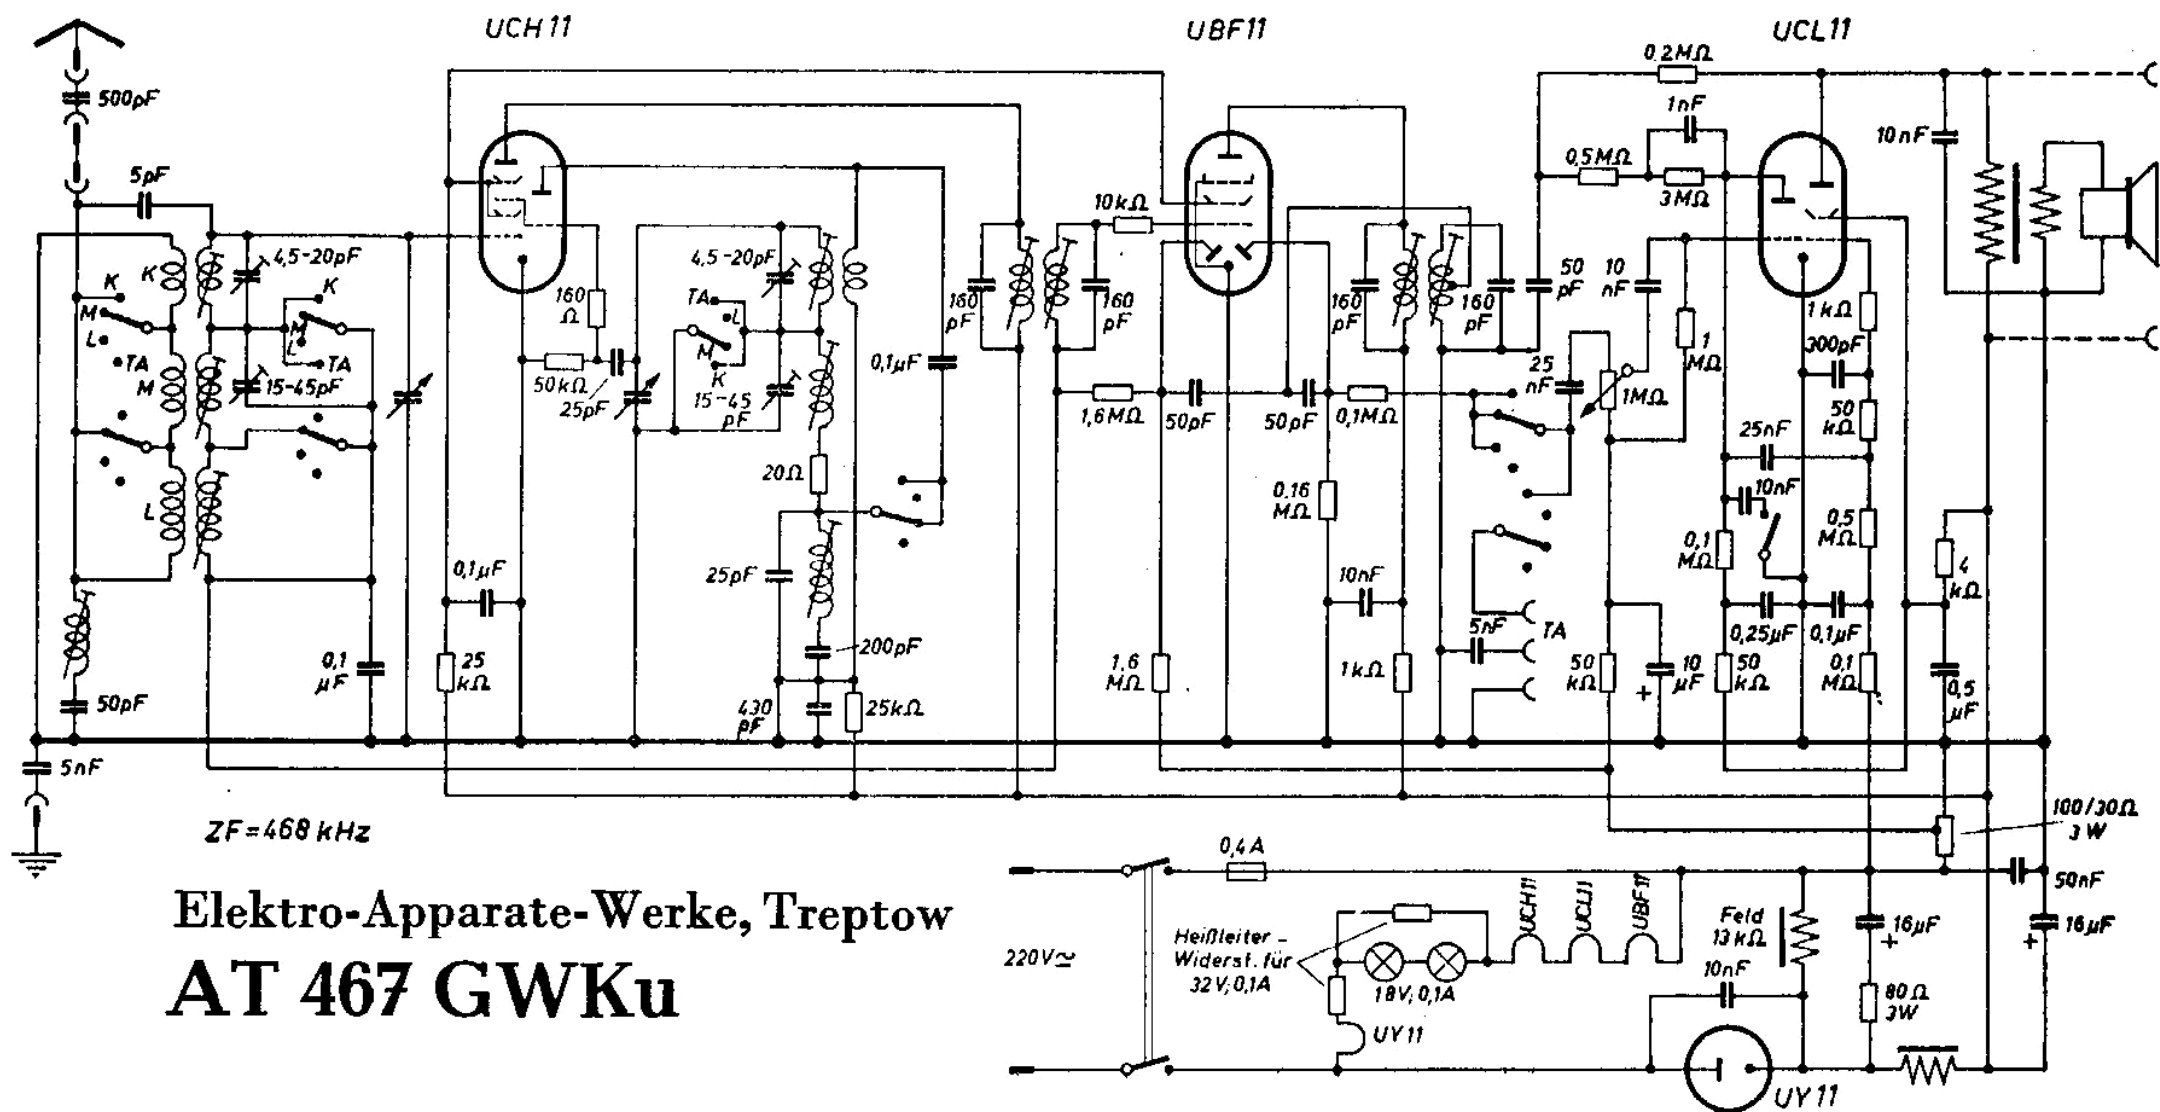 UCH 11
UBF11
UCL11
500pF
5pF
K
4,5-20pF
K
K
M
M
L
L
TA
TA
M
15-45pF
L
50pF
0,1
µF
5nF
160
Ω
50kΩ
25pF
4,5-20pF
TA
L
M
K
15-45
pF
0,1µF
20Ω
25pF
200pF
430
pF
25kΩ
0,1µF
25
kΩ
160
pF
160
pF
10kΩ
1,6MΩ
50pF
50pF
0,1MΩ
160
pF
160
pF
0,16
MΩ
10nF
1,6
MΩ
1kΩ
0,2MΩ
1nF
0,5MΩ
3MΩ
50
pF
10
nF
25
nF
1MΩ
1
MΩ
5nF
TA
50
kΩ
+
10
µF
10nF
1kΩ
300pF
50
kΩ
25nF
10nF
0,1
MΩ
0,5
MΩ
0,25µF
0,1µF
50
kΩ
0,1
MΩ
4
kΩ
0,5
µF
100/30Ω
3W
50nF
ZF=468 kHz
Elektro-Apparate-Werke, Treptow
AT 467 GWKu
220V≂
0,4A
Heißleiter-
Widerst. für
32V; 0,1A
18V; 0,1A
UCH11
UCL11
UBF11
UY11
Feld
13kΩ
10nF
16µF
+
80Ω
3W
16µF
+
UY11